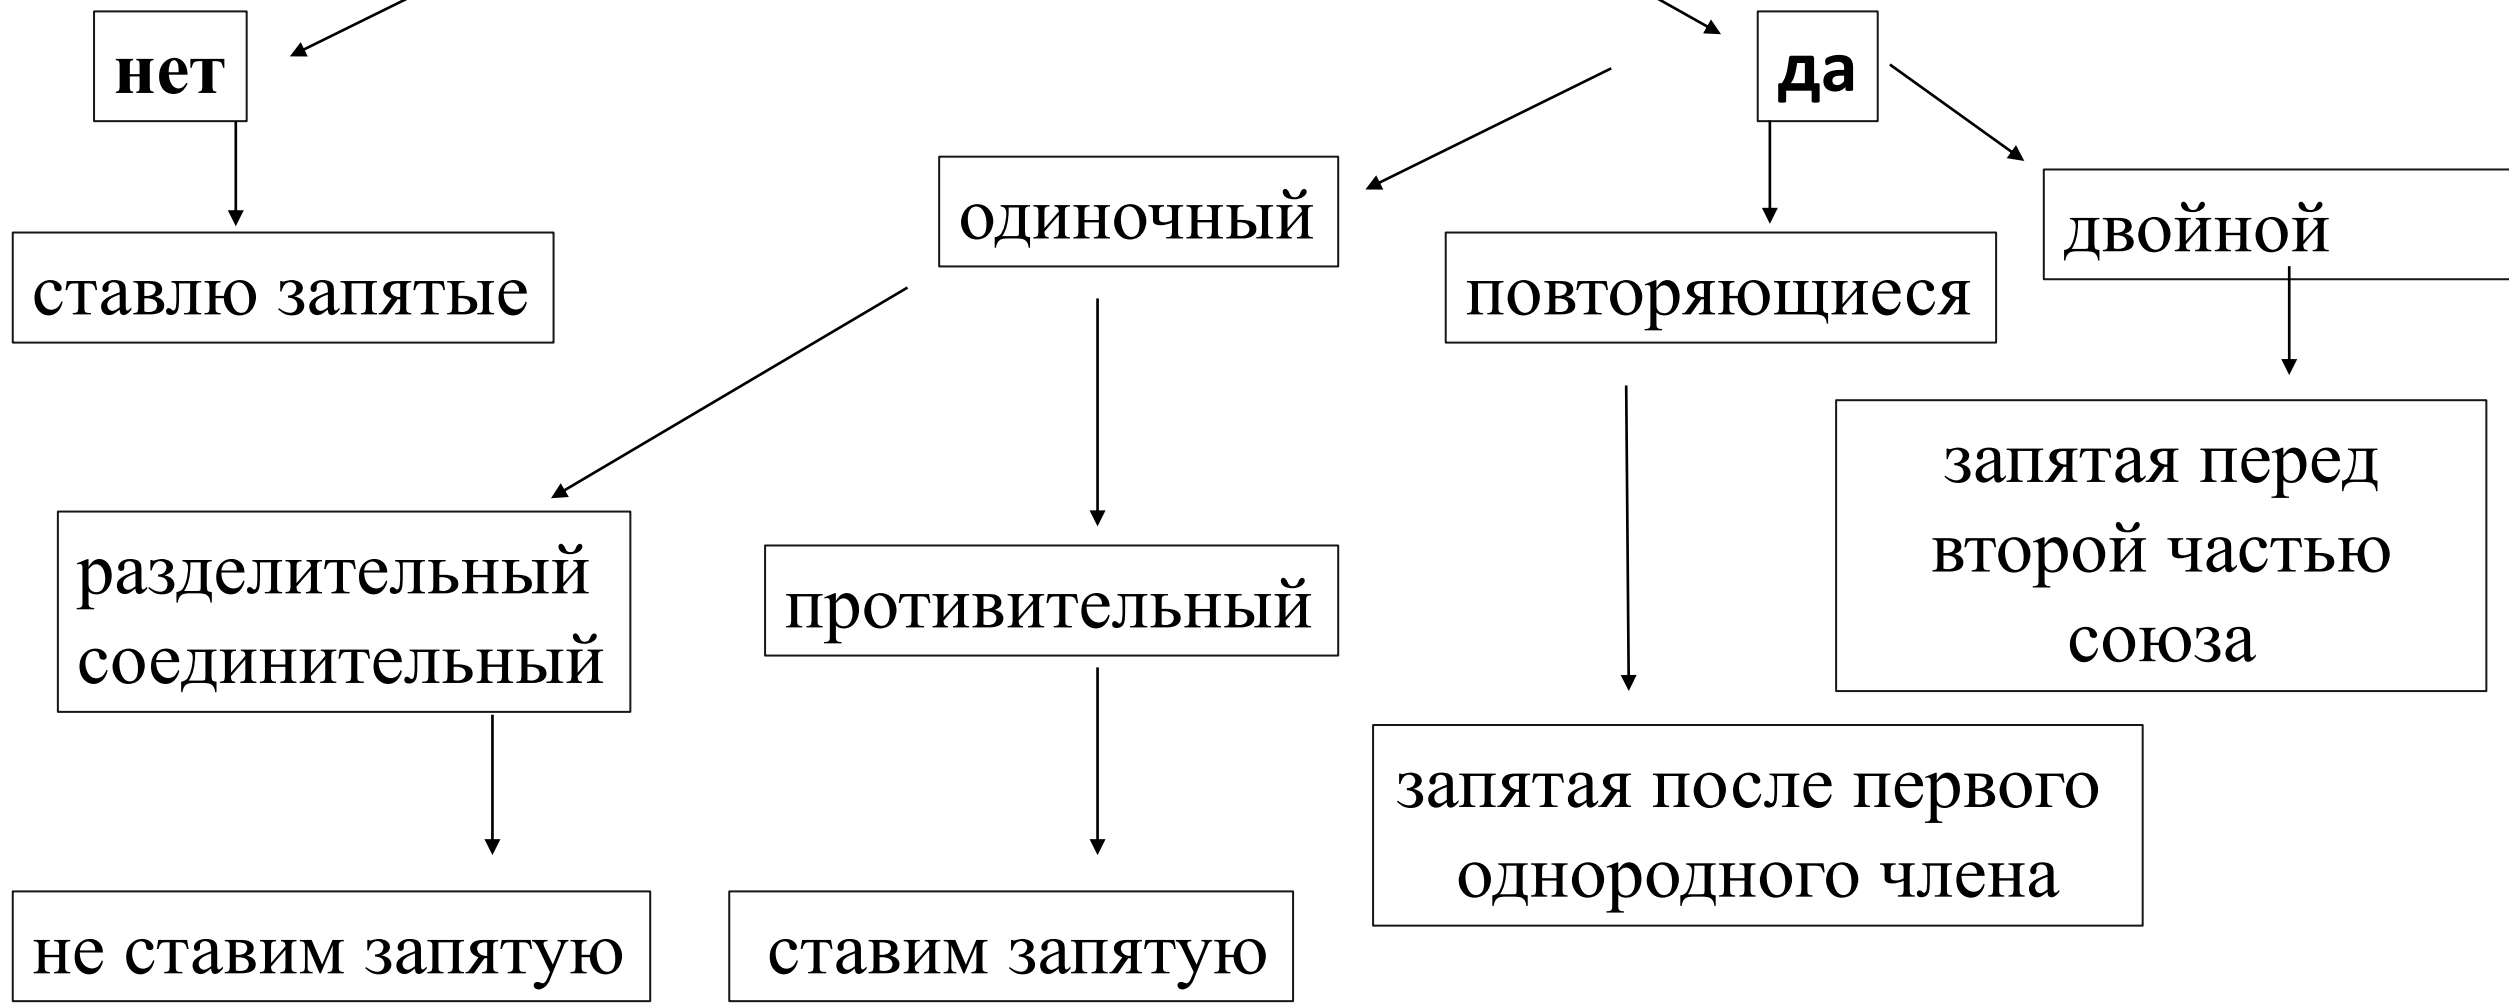 нет
да
одиночный
двойной
ставлю запятые
повторяющиеся
запятая перед
второй частью
союза
разделительный
соединительный
противительный
запятая после первого
однородного члена
не ставим запятую
ставим запятую